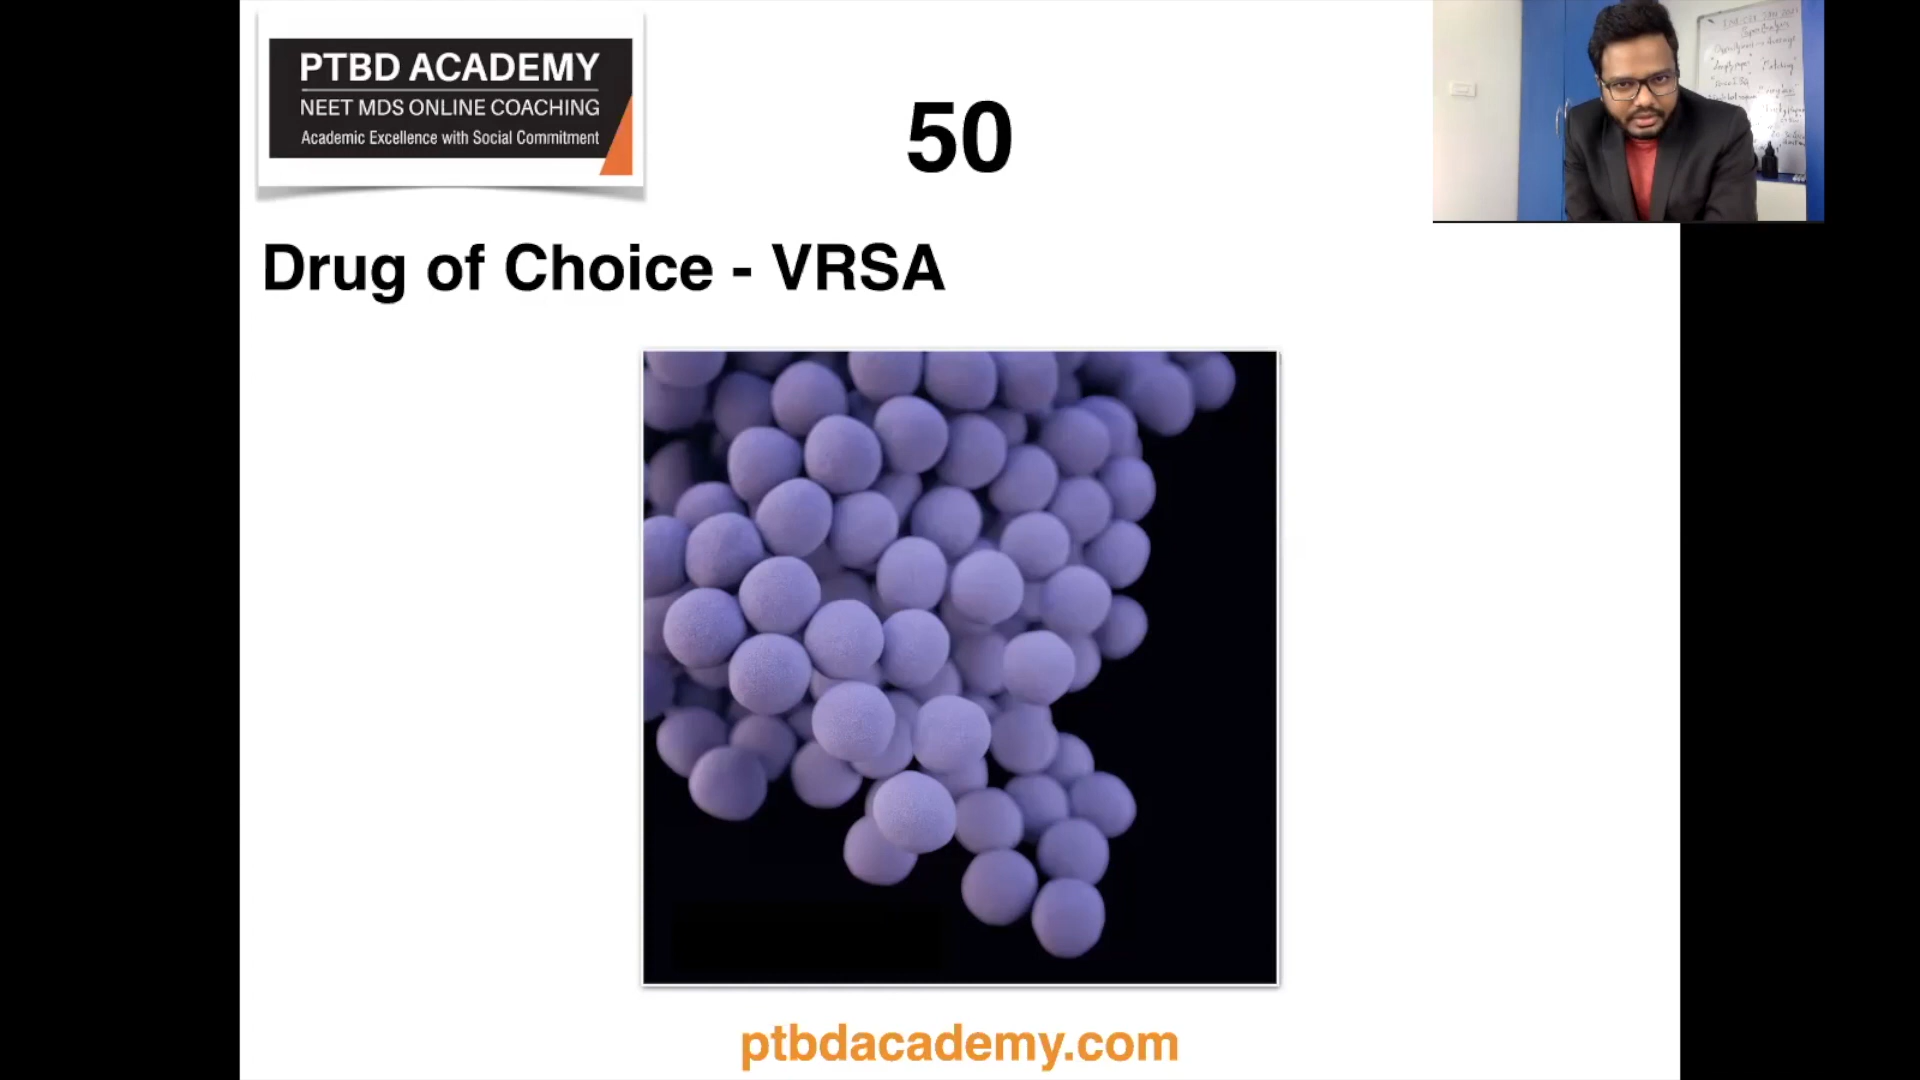 PTBD ACADEMY
NEET MDS ONLINE COACHING
Academic Excellence with Social Commitment
50
Drug of Choice - VRSA
ptbdacademy.com